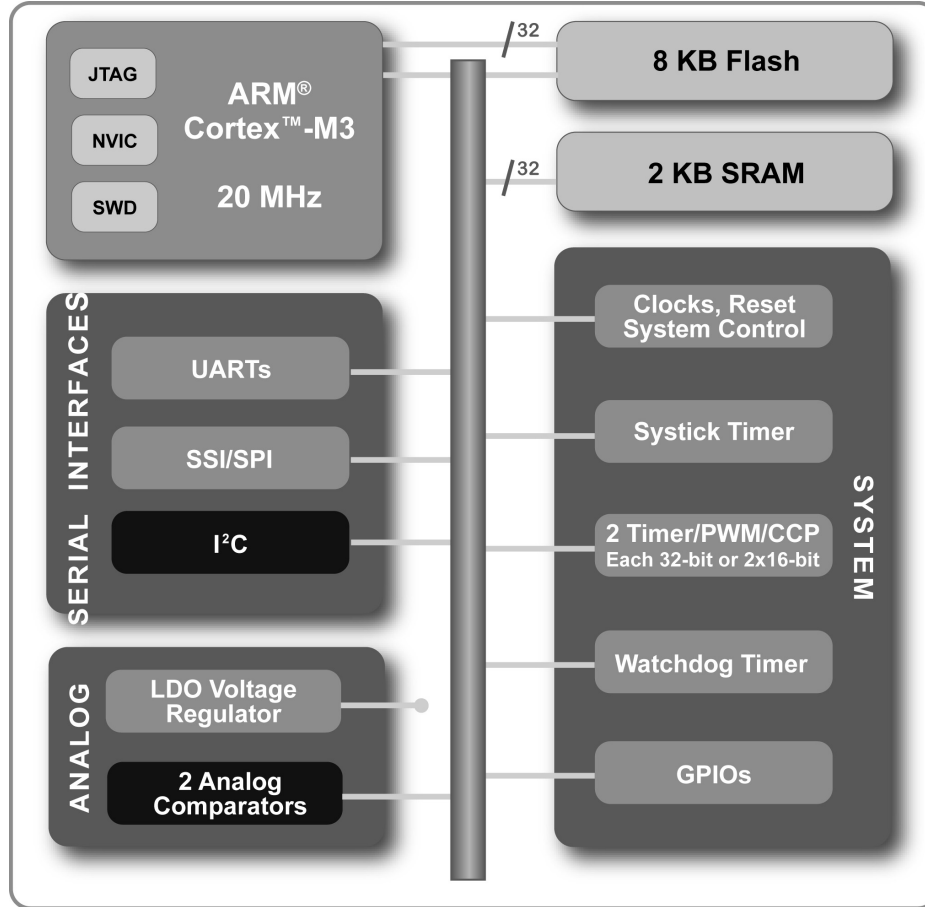 JTAG
NVIC
SWD
ARM®
Cortex™-M3
20 MHz
32
8 KB Flash
32
2 KB SRAM
SERIAL INTERFACES
UARTs
SSI/SPI
I²C
ANALOG
LDO Voltage
Regulator
2 Analog
Comparators
SYSTEM
Clocks, Reset
System Control
Systick Timer
2 Timer/PWM/CCP
Each 32-bit or 2x16-bit
Watchdog Timer
GPIOs